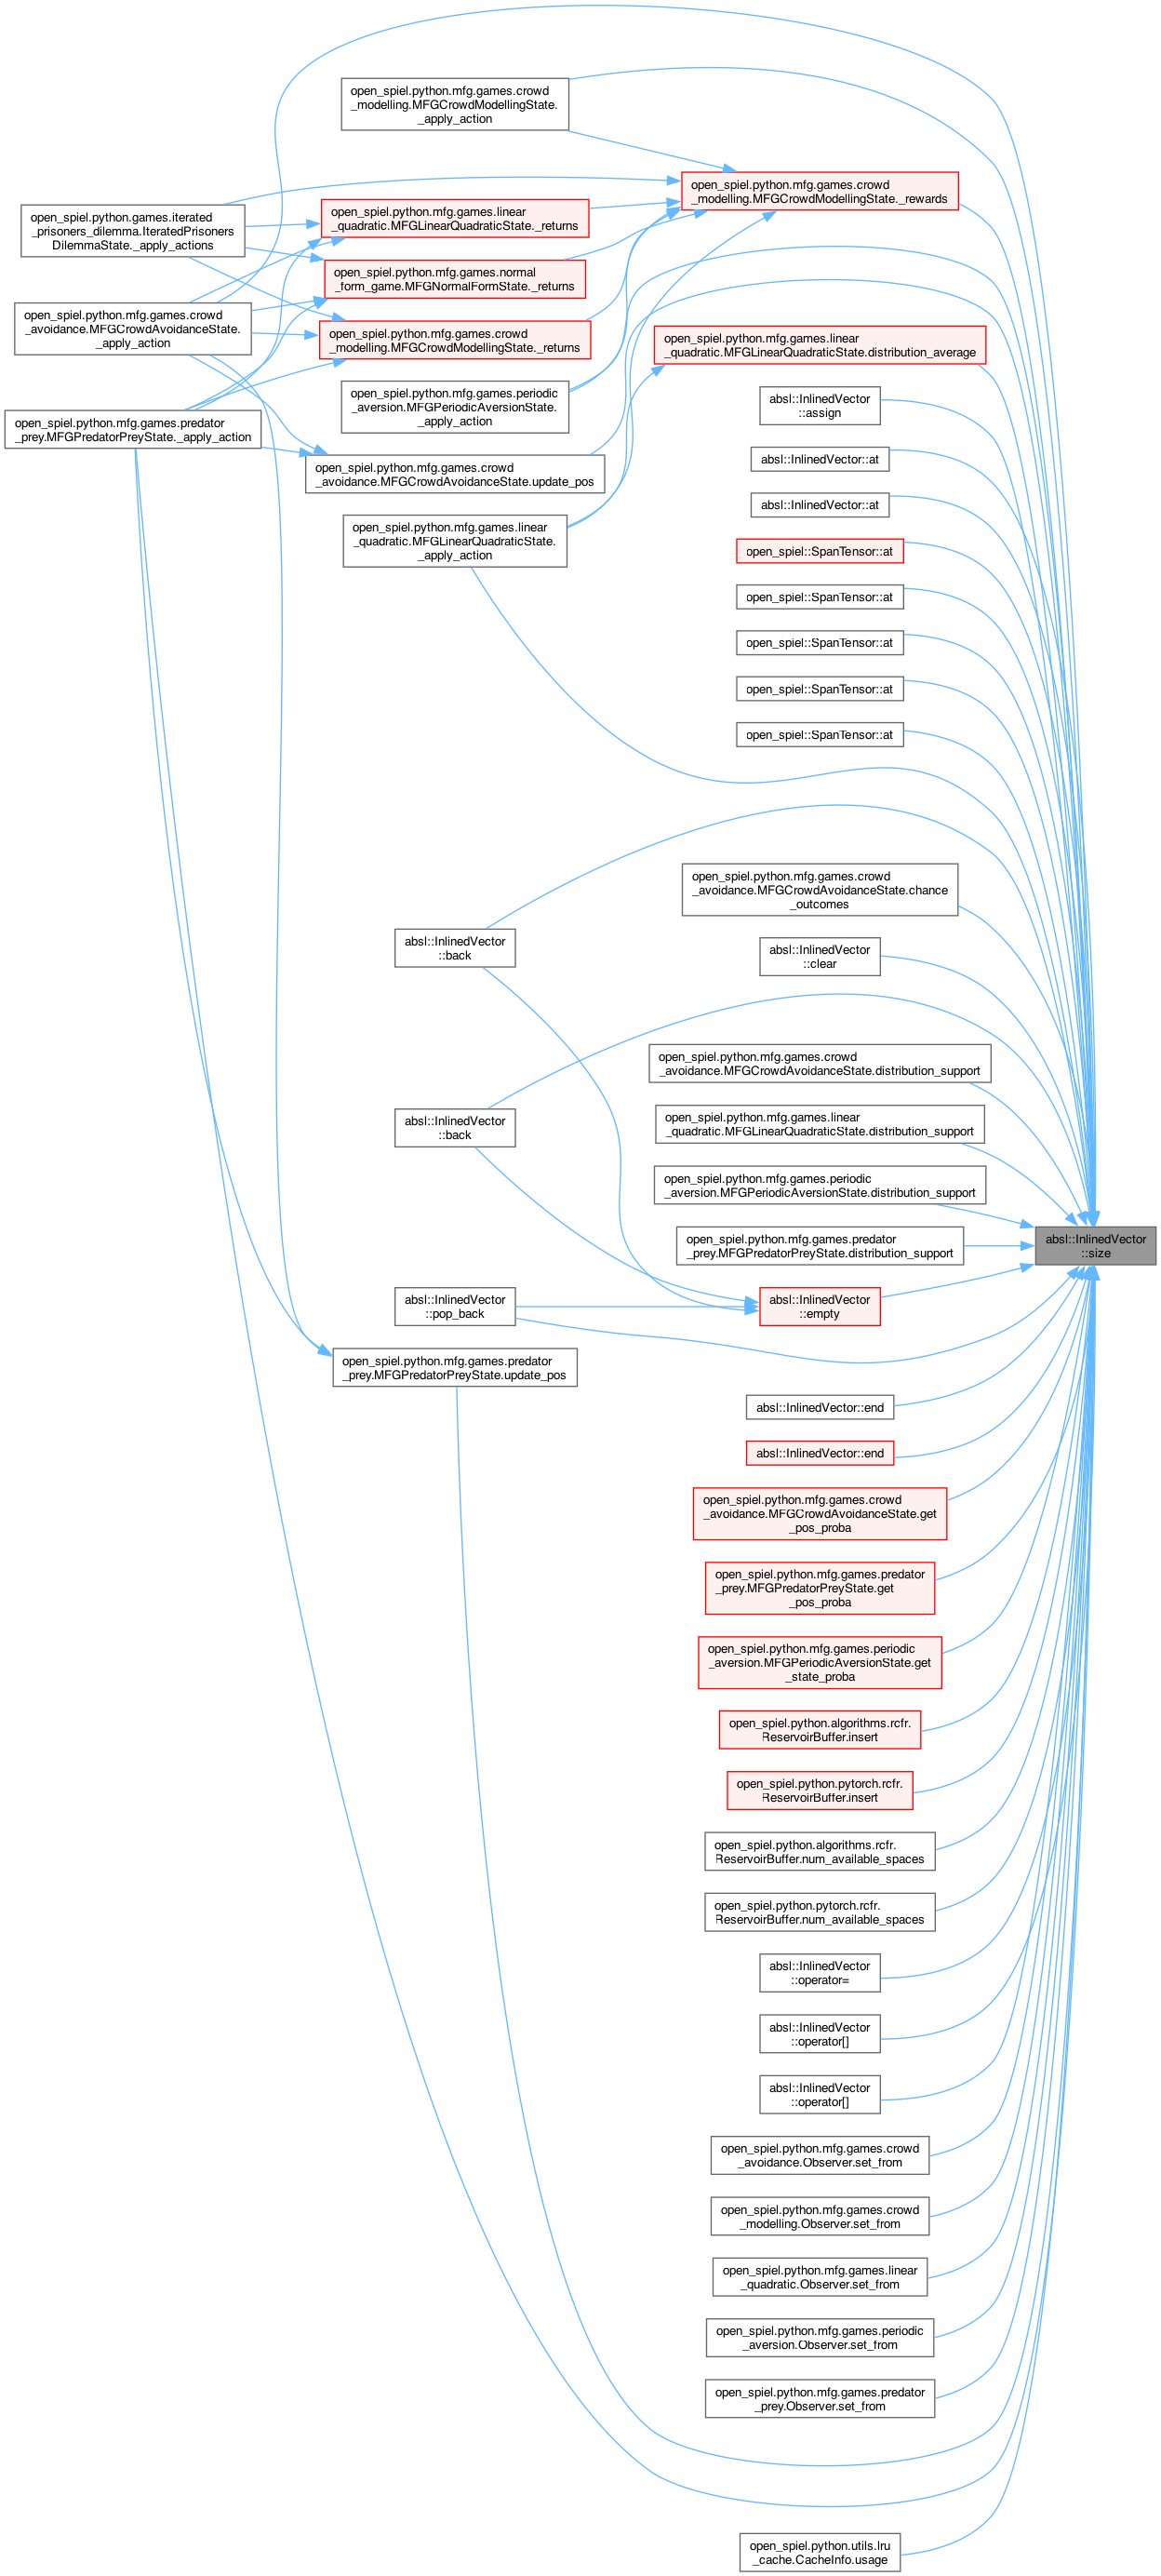 open_spiel.python.mfg.games.crowd
_modelling.MFGCrowdModellingState.
_apply_action
open_spiel.python.mfg.games.crowd
_modelling.MFGCrowdModellingState._rewards
open_spiel.python.games.iterated
_prisoners_dilemma.IteratedPrisoners
DilemmaState._apply_actions
open_spiel.python.mfg.games.linear
_quadratic.MFGLinearQuadraticState._returns
open_spiel.python.mfg.games.normal
_form_game.MFGNormalFormState._returns
open_spiel.python.mfg.games.crowd
_avoidance.MFGCrowdAvoidanceState.
_apply_action
open_spiel.python.mfg.games.crowd
_modelling.MFGCrowdModellingState._returns
open_spiel.python.mfg.games.linear
_quadratic.MFGLinearQuadraticState.distribution_average
open_spiel.python.mfg.games.periodic
_aversion.MFGPeriodicAversionState.
_apply_action
absl::InlinedVector
::assign
open_spiel.python.mfg.games.predator
_prey.MFGPredatorPreyState._apply_action
absl::InlinedVector::at
open_spiel.python.mfg.games.crowd
_avoidance.MFGCrowdAvoidanceState.update_pos
absl::InlinedVector::at
open_spiel.python.mfg.games.linear
_quadratic.MFGLinearQuadraticState.
_apply_action
open_spiel::SpanTensor::at
open_spiel::SpanTensor::at
open_spiel::SpanTensor::at
open_spiel::SpanTensor::at
open_spiel::SpanTensor::at
open_spiel.python.mfg.games.crowd
_avoidance.MFGCrowdAvoidanceState.chance
_outcomes
absl::InlinedVector
::back
absl::InlinedVector
::clear
open_spiel.python.mfg.games.crowd
_avoidance.MFGCrowdAvoidanceState.distribution_support
absl::InlinedVector
::back
open_spiel.python.mfg.games.linear
_quadratic.MFGLinearQuadraticState.distribution_support
open_spiel.python.mfg.games.periodic
_aversion.MFGPeriodicAversionState.distribution_support
open_spiel.python.mfg.games.predator
_prey.MFGPredatorPreyState.distribution_support
absl::InlinedVector
::size
absl::InlinedVector
::pop_back
absl::InlinedVector
::empty
open_spiel.python.mfg.games.predator
_prey.MFGPredatorPreyState.update_pos
absl::InlinedVector::end
absl::InlinedVector::end
open_spiel.python.mfg.games.crowd
_avoidance.MFGCrowdAvoidanceState.get
_pos_proba
open_spiel.python.mfg.games.predator
_prey.MFGPredatorPreyState.get
_pos_proba
open_spiel.python.mfg.games.periodic
_aversion.MFGPeriodicAversionState.get
_state_proba
open_spiel.python.algorithms.rcfr.
ReservoirBuffer.insert
open_spiel.python.pytorch.rcfr.
ReservoirBuffer.insert
open_spiel.python.algorithms.rcfr.
ReservoirBuffer.num_available_spaces
open_spiel.python.pytorch.rcfr.
ReservoirBuffer.num_available_spaces
absl::InlinedVector
::operator=
absl::InlinedVector
::operator[]
absl::InlinedVector
::operator[]
open_spiel.python.mfg.games.crowd
_avoidance.Observer.set_from
open_spiel.python.mfg.games.crowd
_modelling.Observer.set_from
open_spiel.python.mfg.games.linear
_quadratic.Observer.set_from
open_spiel.python.mfg.games.periodic
_aversion.Observer.set_from
open_spiel.python.mfg.games.predator
_prey.Observer.set_from
open_spiel.python.utils.lru
_cache.CacheInfo.usage